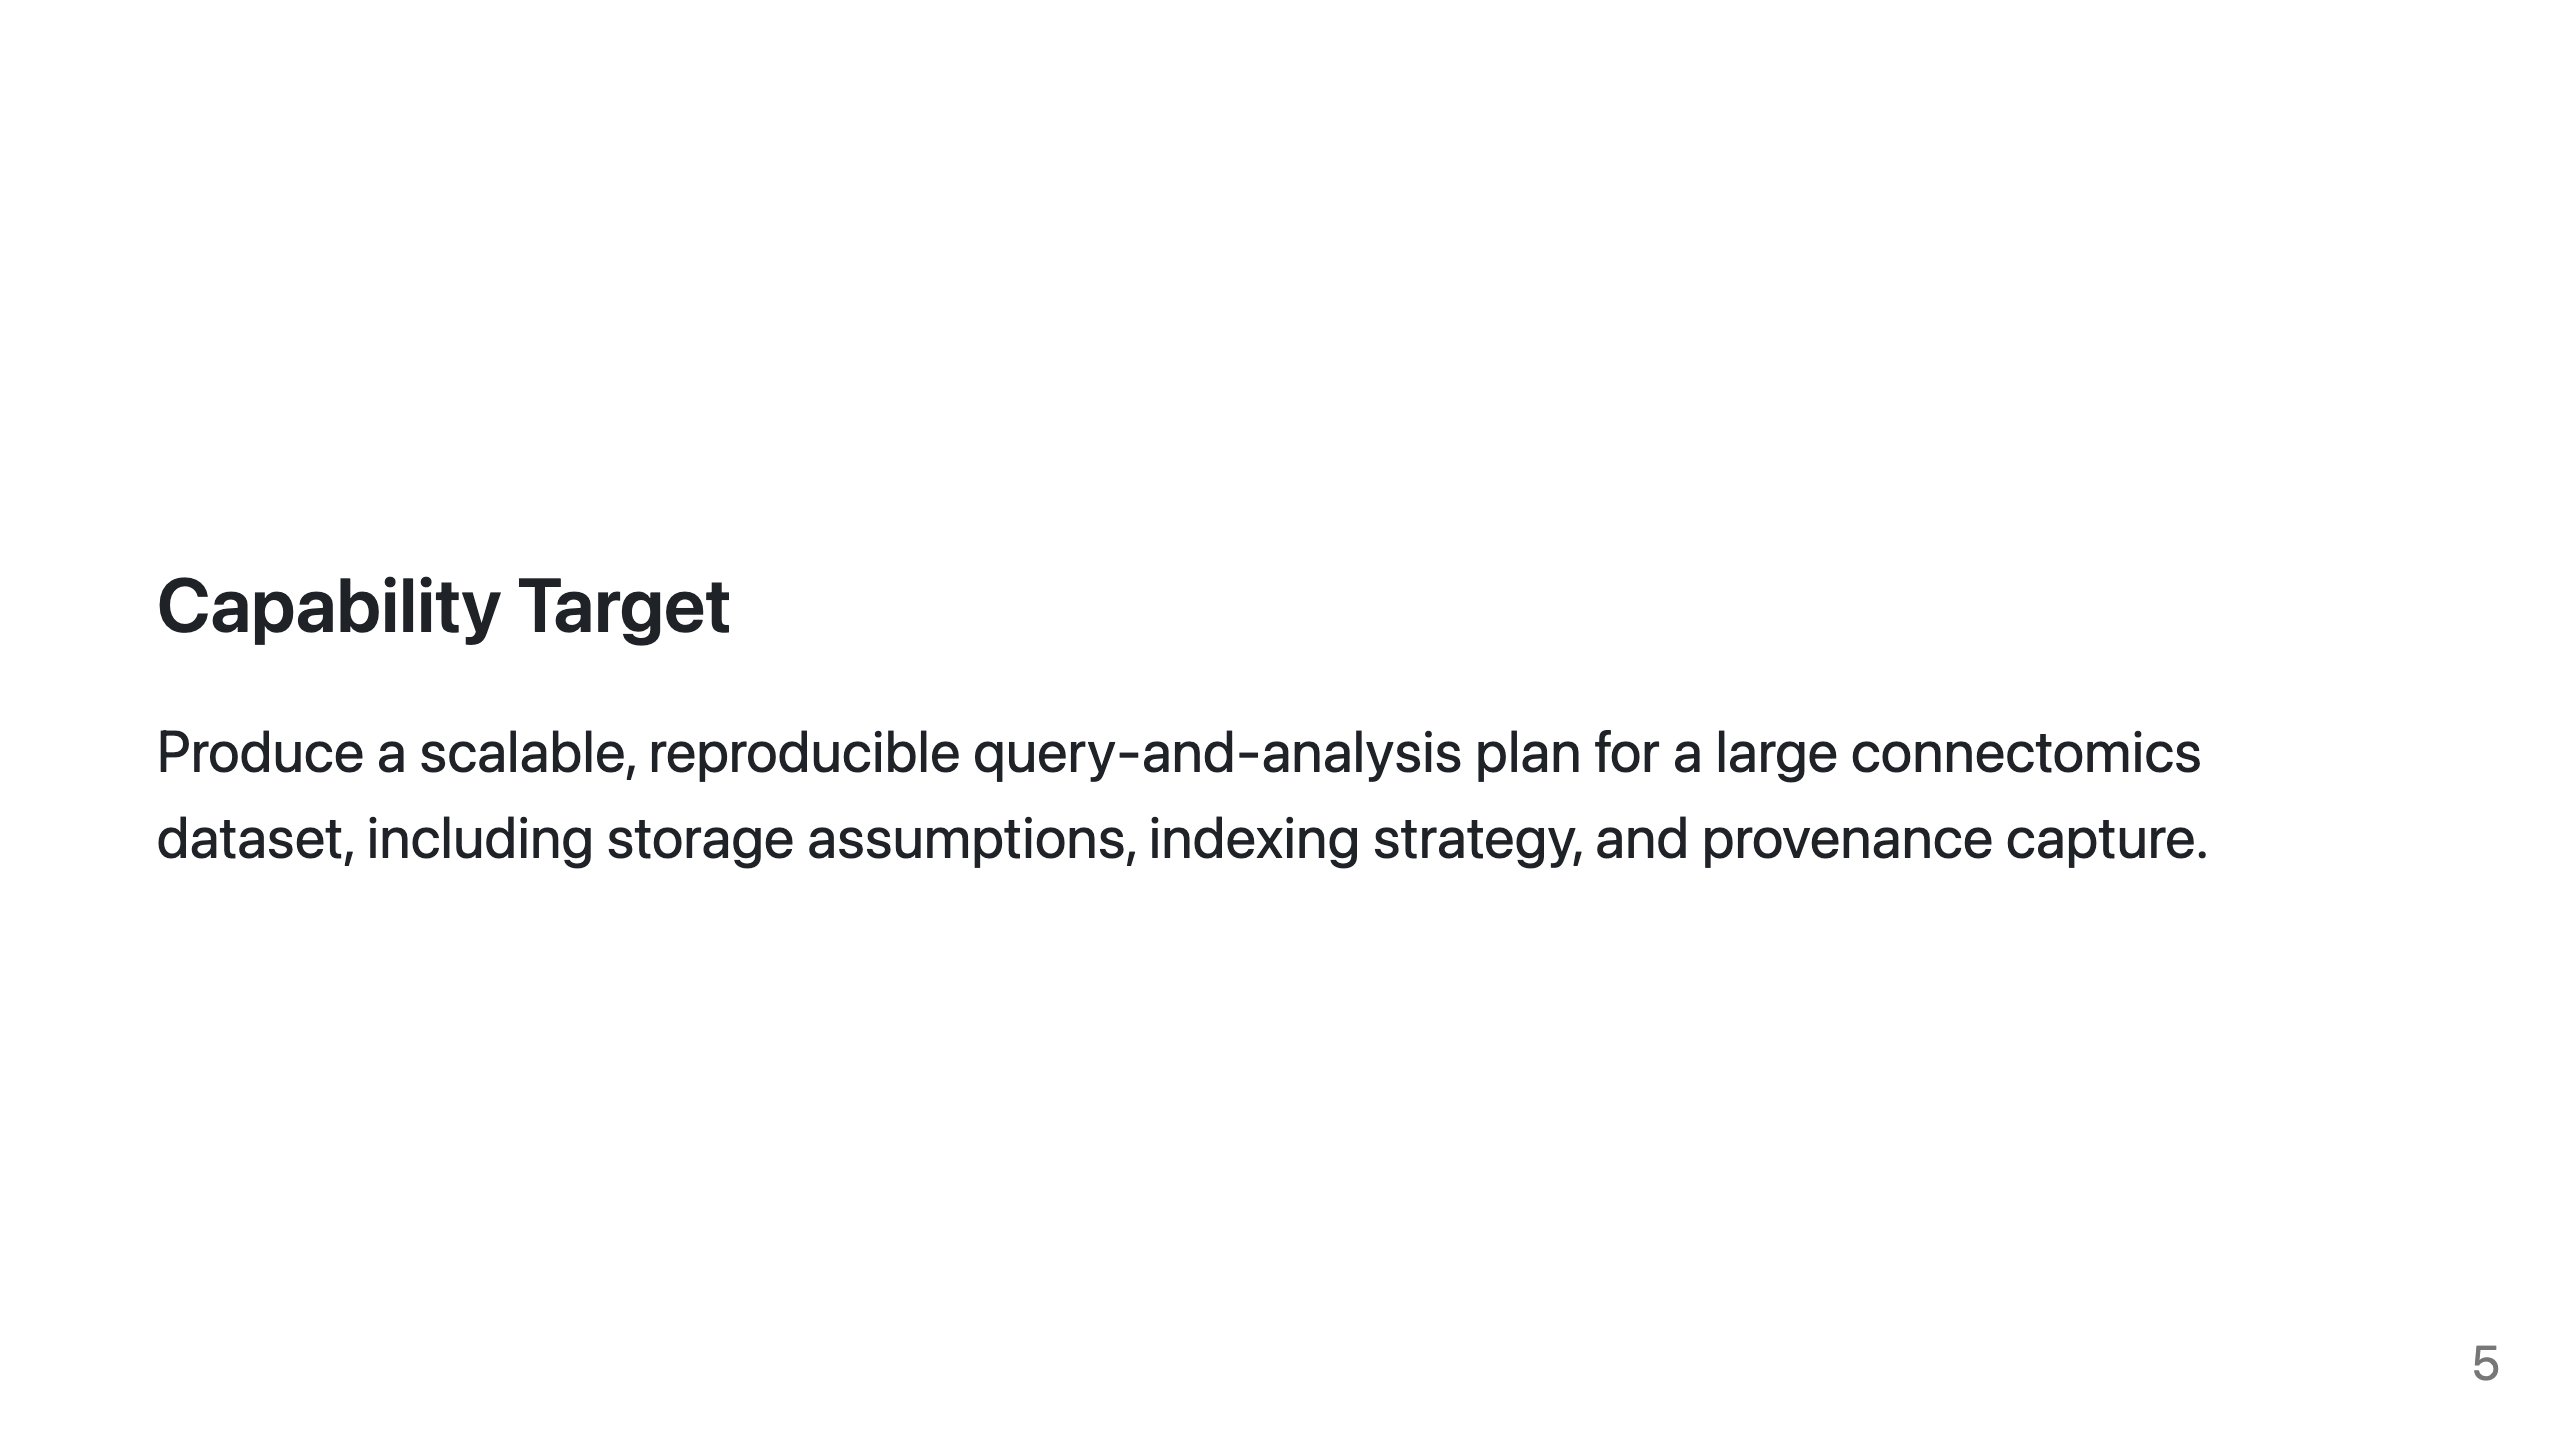 Capability Target
Produce a scalable, reproducible query-and-analysis plan for a large connectomics
dataset, including storage assumptions, indexing strategy, and provenance capture.
5